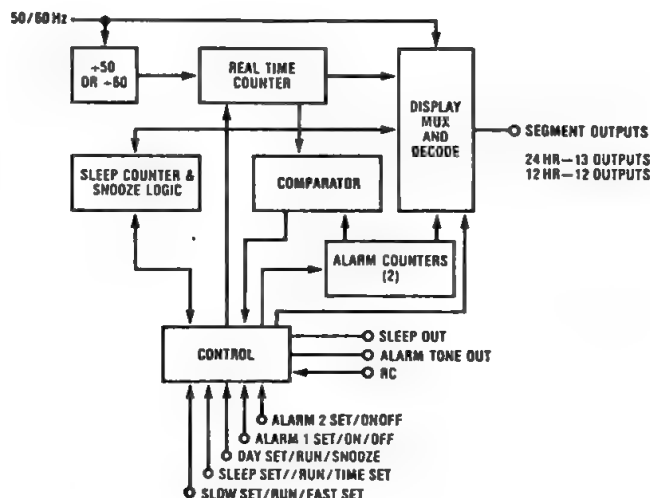 50/60 Hz
÷50
OR ÷60
REAL TIME
COUNTER
DISPLAY
MUX
AND
DECODE
SEGMENT OUTPUTS
24 HR—13 OUTPUTS
12 HR—12 OUTPUTS
SLEEP COUNTER &
SNOOZE LOGIC
COMPARATOR
ALARM COUNTERS
(2)
CONTROL
SLEEP OUT
ALARM TONE OUT
RC
ALARM 2 SET/ONOFF
ALARM 1 SET/ON/OFF
DAY SET/RUN/SNOOZE
SLEEP SET//RUN/TIME SET
SLOW SET/RUN/FAST SET